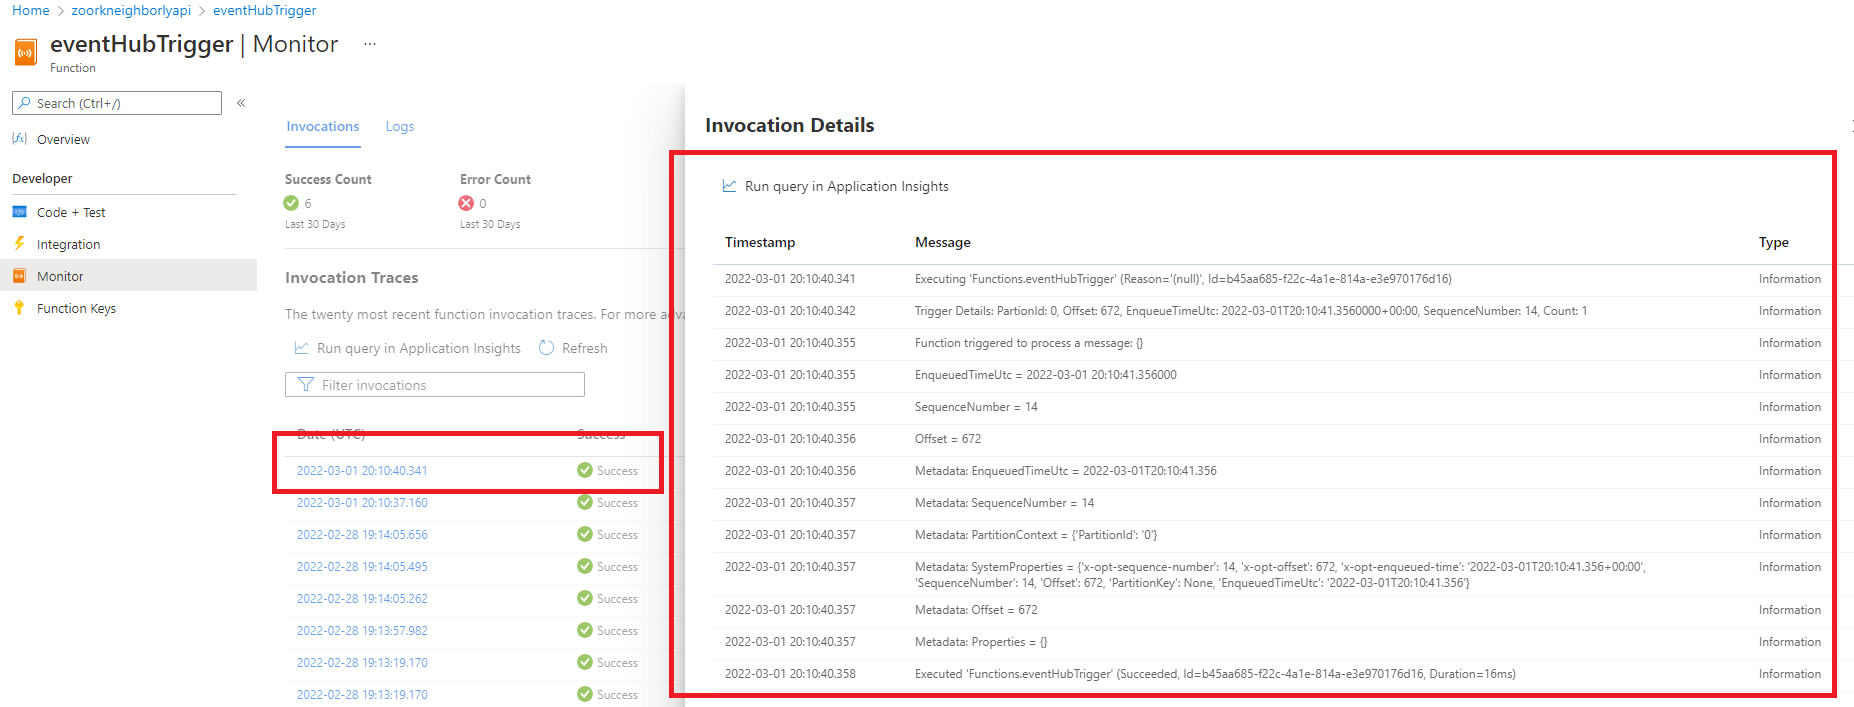 Home > zoorkneighborlyapi > eventHubTrigger
eventHubTrigger | Monitor ...
Function
Search (Ctrl+/) «
Overview
Developer
Code + Test
Integration
Monitor
Function Keys
Invocations Logs
Success Count Error Count
6 0
Last 30 Days Last 30 Days
Invocation Traces
The twenty most recent function invocation traces. For more adva
Run query in Application Insights Refresh
Filter invocations
Date (UTC) Success
2022-03-01 20:10:40.341 Success
2022-03-01 20:10:37.160 Success
2022-02-28 19:14:05.656 Success
2022-02-28 19:14:05.495 Success
2022-02-28 19:14:05.262 Success
2022-02-28 19:13:57.982 Success
2022-02-28 19:13:19.170 Success
2022-02-28 19:13:19.170 Success
Invocation Details
Run query in Application Insights
Timestamp Message Type
2022-03-01 20:10:40.341 Executing 'Functions.eventHubTrigger' (Reason='(null)', Id=b45aa685-f22c-4a1e-814a-e3e970176d16) Information
2022-03-01 20:10:40.342 Trigger Details: PartionId: 0, Offset: 672, EnqueueTimeUtc: 2022-03-01T20:10:41.3560000+00:00, SequenceNumber: 14, Count: 1 Information
2022-03-01 20:10:40.355 Function triggered to process a message: {} Information
2022-03-01 20:10:40.355 EnqueuedTimeUtc = 2022-03-01 20:10:41.356000 Information
2022-03-01 20:10:40.355 SequenceNumber = 14 Information
2022-03-01 20:10:40.356 Offset = 672 Information
2022-03-01 20:10:40.356 Metadata: EnqueuedTimeUtc = 2022-03-01T20:10:41.356 Information
2022-03-01 20:10:40.357 Metadata: SequenceNumber = 14 Information
2022-03-01 20:10:40.357 Metadata: PartitionContext = {'PartitionId': '0'} Information
2022-03-01 20:10:40.357 Metadata: SystemProperties = {'x-opt-sequence-number': 14, 'x-opt-offset': 672, 'x-opt-enqueued-time': '2022-03-01T20:10:41.356+00:00', Information
'SequenceNumber': 14, 'Offset': 672, 'PartitionKey': None, 'EnqueuedTimeUtc': '2022-03-01T20:10:41.356'}
2022-03-01 20:10:40.357 Metadata: Offset = 672 Information
2022-03-01 20:10:40.357 Metadata: Properties = {} Information
2022-03-01 20:10:40.358 Executed 'Functions.eventHubTrigger' (Succeeded, Id=b45aa685-f22c-4a1e-814a-e3e970176d16, Duration=16ms) Information